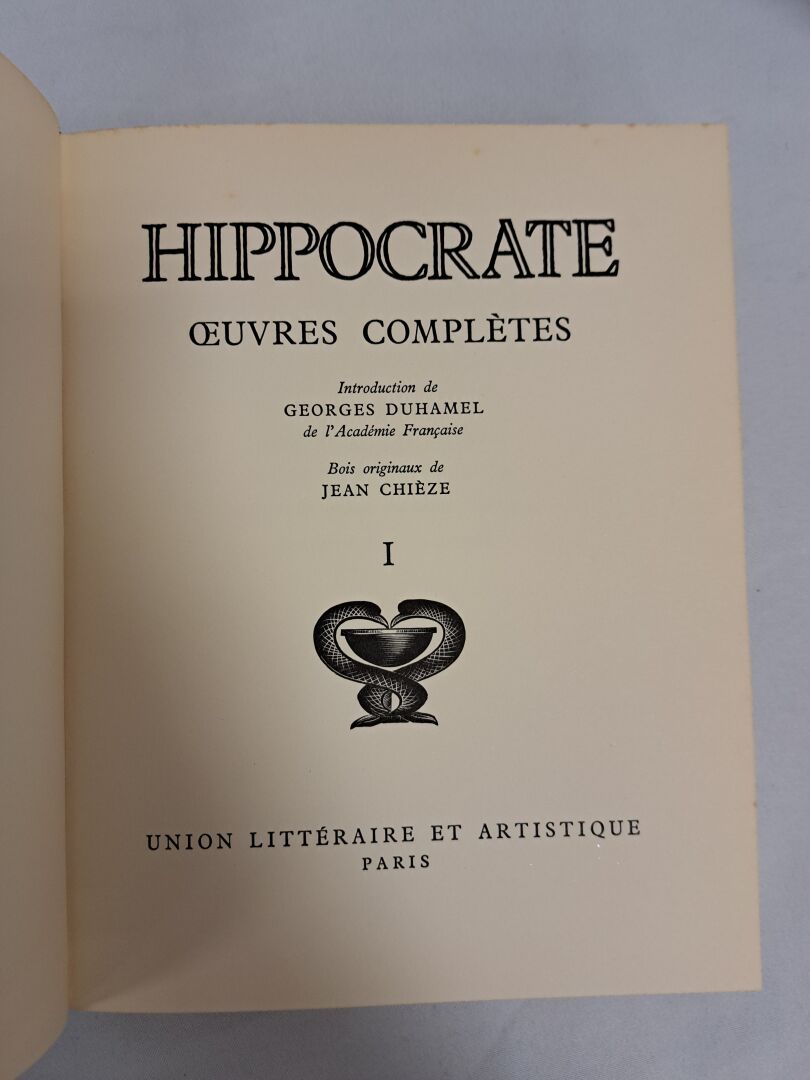 HIPPOCRATE
ŒUVRES COMPLÈTES
Introduction de
GEORGES DUHAMEL
de l'Académie Française
Bois originaux de
JEAN CHIÈZE
I
UNION LITTÉRAIRE ET ARTISTIQUE
PARIS